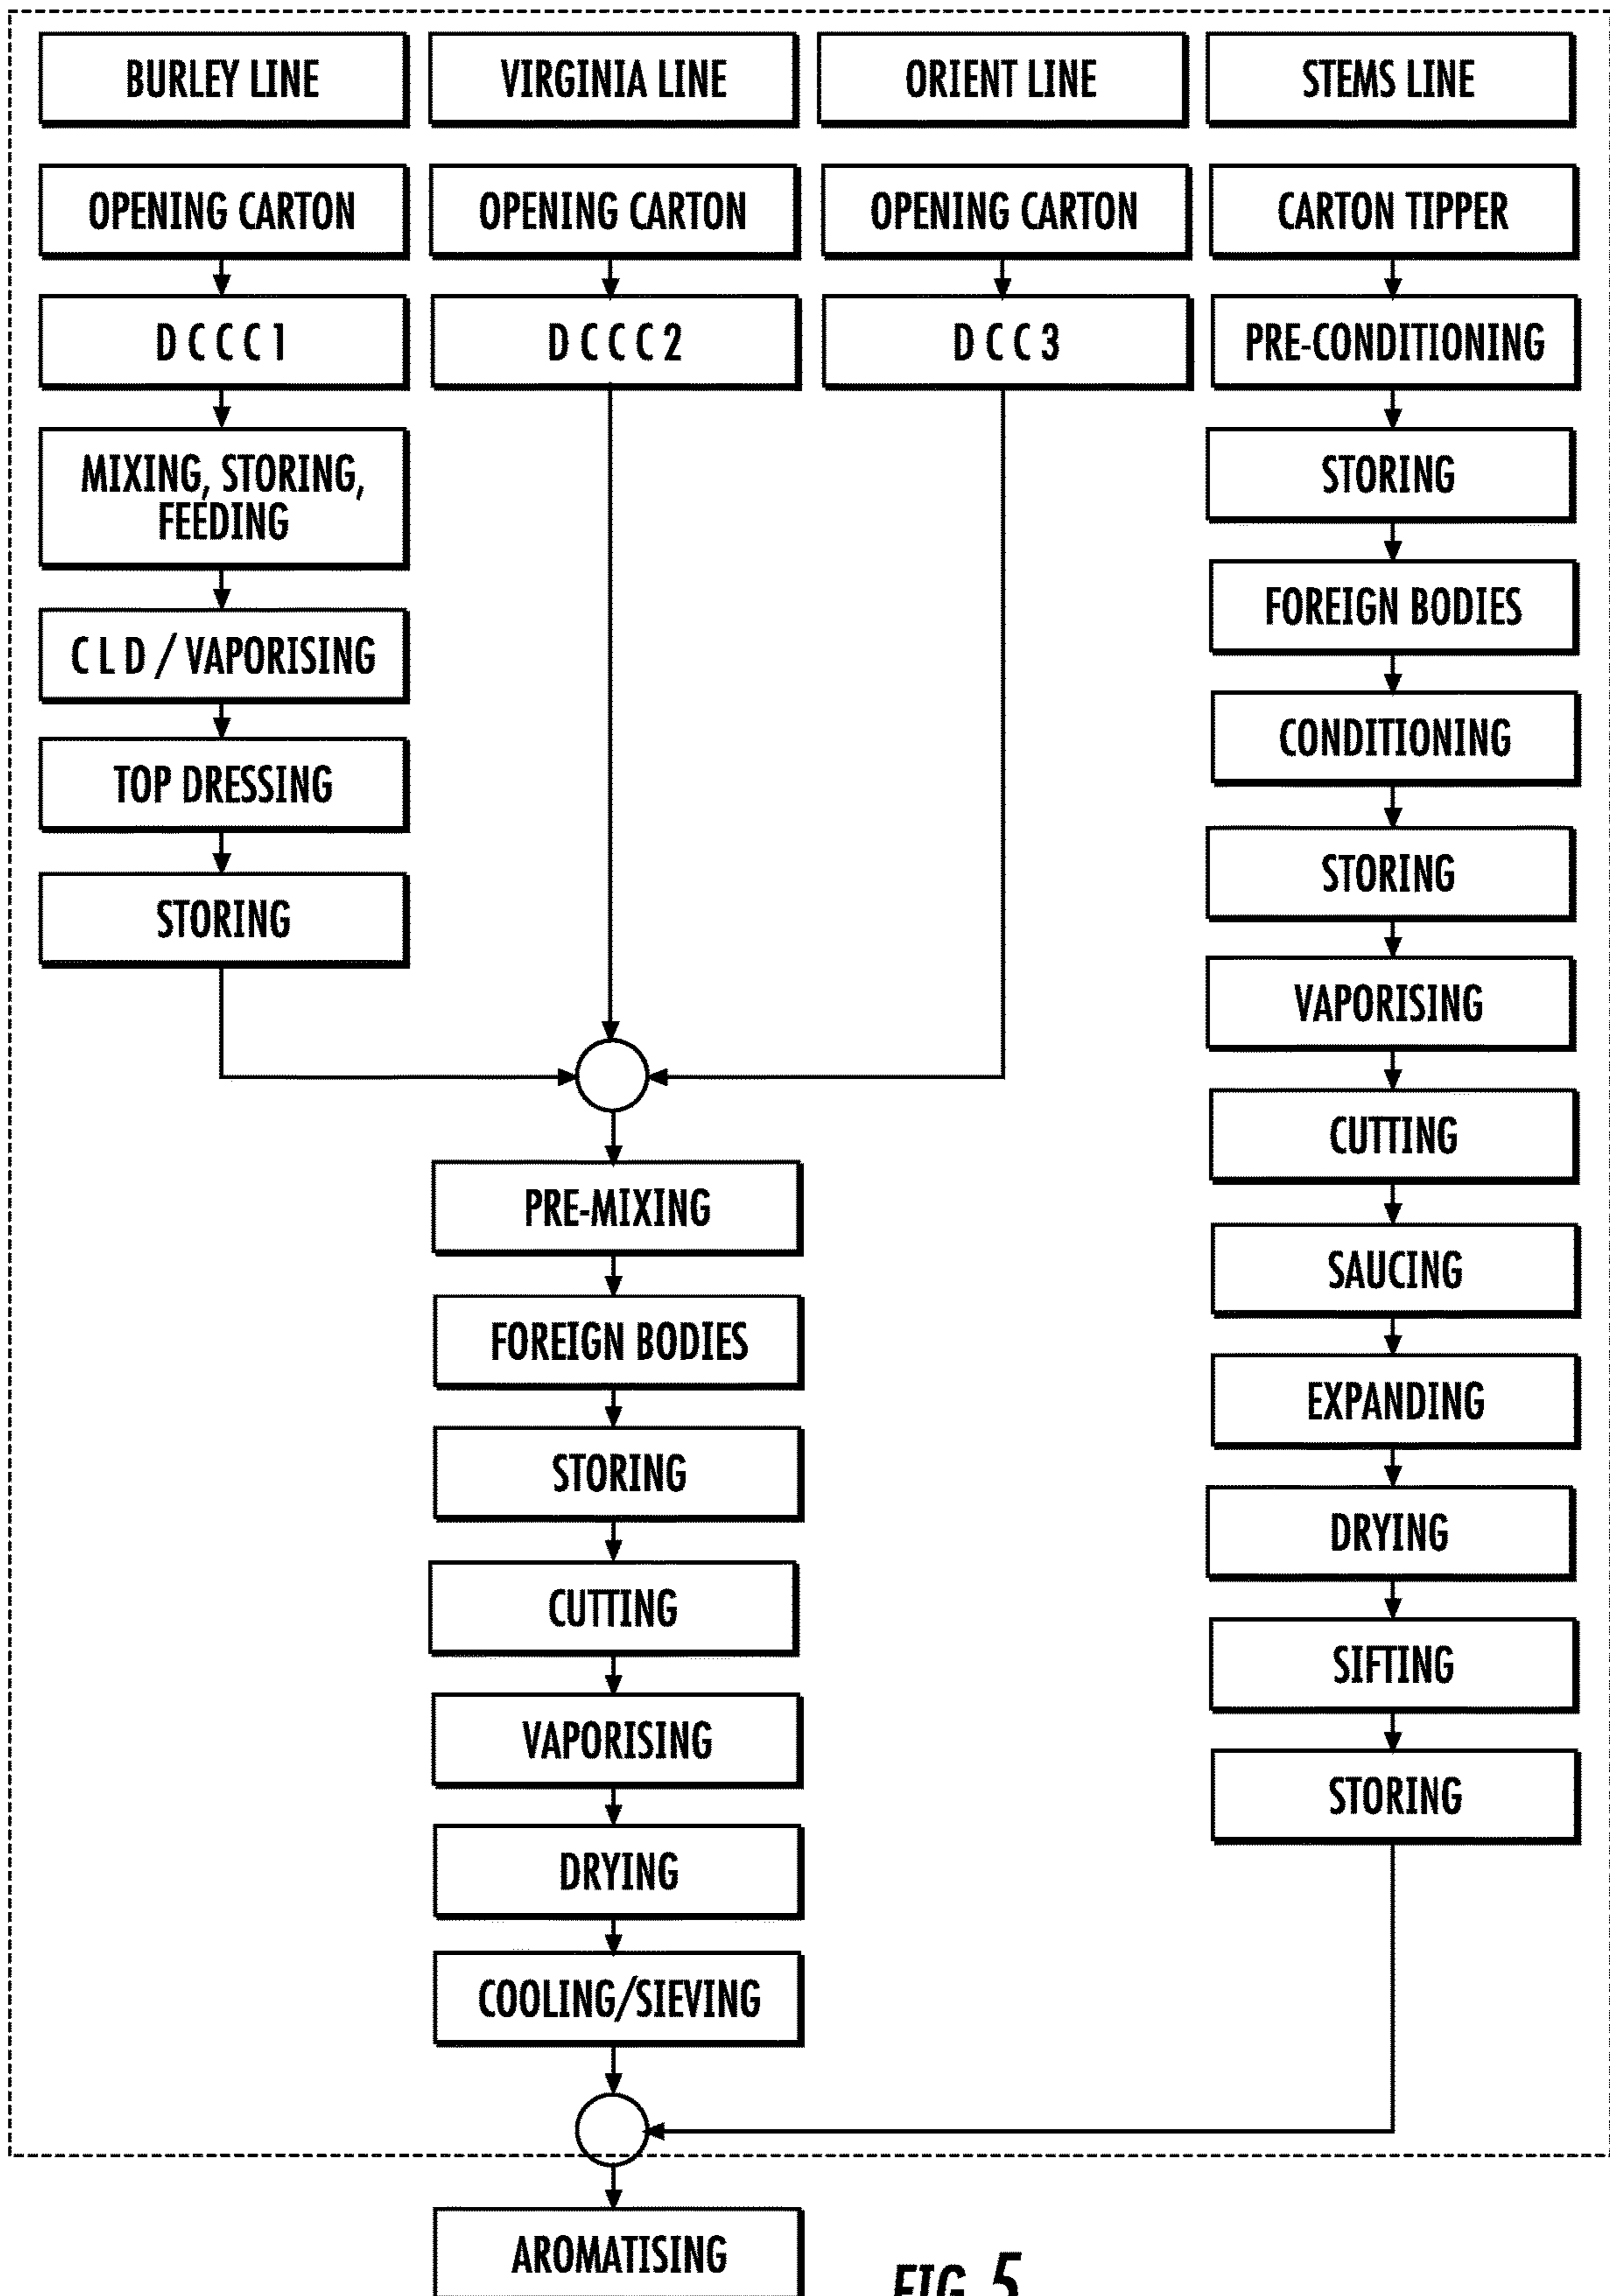 BURLEY LINE
VIRGINIA LINE
ORIENT LINE
STEMS LINE
OPENING CARTON
OPENING CARTON
OPENING CARTON
CARTON TIPPER
D C C C 1
D C C C 2
D C C 3
PRE-CONDITIONING
MIXING, STORING,
FEEDING
C L D / VAPORISING
TOP DRESSING
STORING
STORING
FOREIGN BODIES
CONDITIONING
STORING
VAPORISING
CUTTING
SAUCING
EXPANDING
DRYING
SIFTING
STORING
PRE-MIXING
FOREIGN BODIES
STORING
CUTTING
VAPORISING
DRYING
COOLING/SIEVING
AROMATISING
FIG. 5